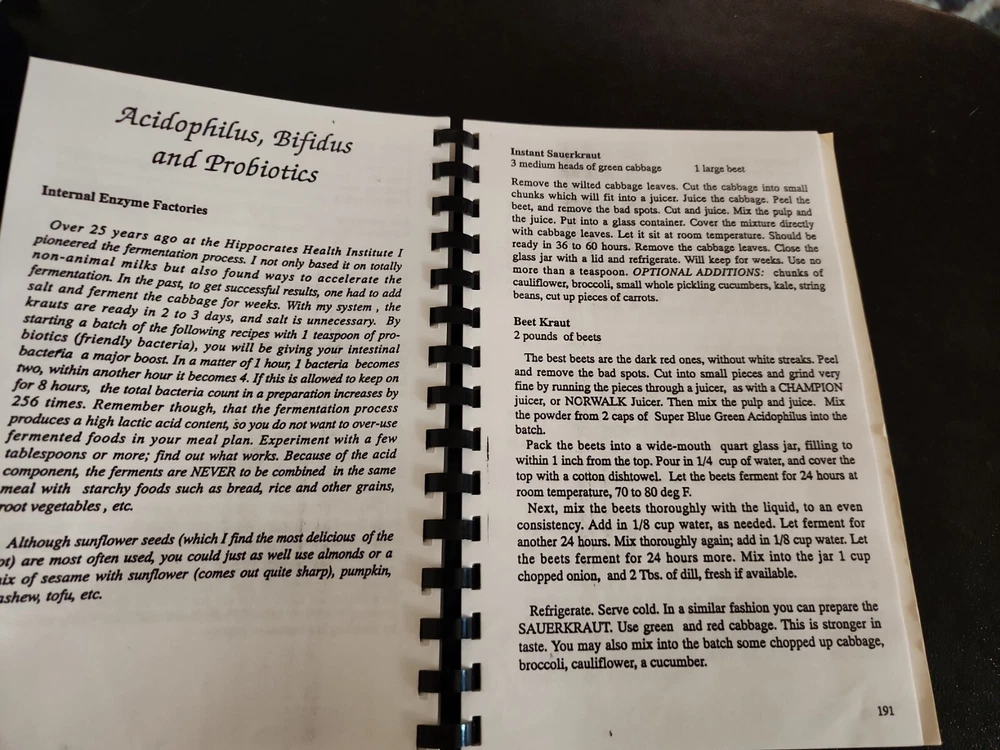 Acidophilus, Bifidus
and Probiotics
Internal Enzyme Factories
Over 25 years ago at the Hippocrates Health Institute I
pioneered the fermentation process. I not only based it on totally
non-animal milks but also found ways to accelerate the
fermentation. In the past, to get successful results, one had to add
salt and ferment the cabbage for weeks. With my system , the
krauts are ready in 2 to 3 days, and salt is unnecessary. By
starting a batch of the following recipes with 1 teaspoon of pro-
biotics (friendly bacteria), you will be giving your intestinal
bacteria a major boost. In a matter of 1 hour, 1 bacteria becomes
two, within another hour it becomes 4. If this is allowed to keep on
for 8 hours, the total bacteria count in a preparation increases by
256 times. Remember though, that the fermentation process
produces a high lactic acid content, so you do not want to over-use
fermented foods in your meal plan. Experiment with a few
tablespoons or more; find out what works. Because of the acid
component, the ferments are NEVER to be combined in the same
meal with starchy foods such as bread, rice and other grains,
root vegetables , etc.
Although sunflower seeds (which I find the most delicious of the
ot) are most often used, you could just as well use almonds or a
ix of sesame with sunflower (comes out quite sharp), pumpkin,
ashew, tofu, etc.
Instant Sauerkraut
3 medium heads of green cabbage 1 large beet
Remove the wilted cabbage leaves. Cut the cabbage into small
chunks which will fit into a juicer. Juice the cabbage. Peel the
beet, and remove the bad spots. Cut and juice. Mix the pulp and
the juice. Put into a glass container. Cover the mixture directly
with cabbage leaves. Let it sit at room temperature. Should be
ready in 36 to 60 hours. Remove the cabbage leaves. Close the
glass jar with a lid and refrigerate. Will keep for weeks. Use no
more than a teaspoon. OPTIONAL ADDITIONS: chunks of
cauliflower, broccoli, small whole pickling cucumbers, kale, string
beans, cut up pieces of carrots.
Beet Kraut
2 pounds of beets
The best beets are the dark red ones, without white streaks. Peel
and remove the bad spots. Cut into small pieces and grind very
fine by running the pieces through a juicer, as with a CHAMPION
juicer, or NORWALK Juicer. Then mix the pulp and juice. Mix
the powder from 2 caps of Super Blue Green Acidophilus into the
batch.
Pack the beets into a wide-mouth quart glass jar, filling to
within 1 inch from the top. Pour in 1/4 cup of water, and cover the
top with a cotton dishtowel. Let the beets ferment for 24 hours at
room temperature, 70 to 80 deg F.
Next, mix the beets thoroughly with the liquid, to an even
consistency. Add in 1/8 cup water, as needed. Let ferment for
another 24 hours. Mix thoroughly again; add in 1/8 cup water. Let
the beets ferment for 24 hours more. Mix into the jar 1 cup
chopped onion, and 2 Tbs. of dill, fresh if available.
Refrigerate. Serve cold. In a similar fashion you can prepare the
SAUERKRAUT. Use green and red cabbage. This is stronger in
taste. You may also mix into the batch some chopped up cabbage,
broccoli, cauliflower, a cucumber.
191